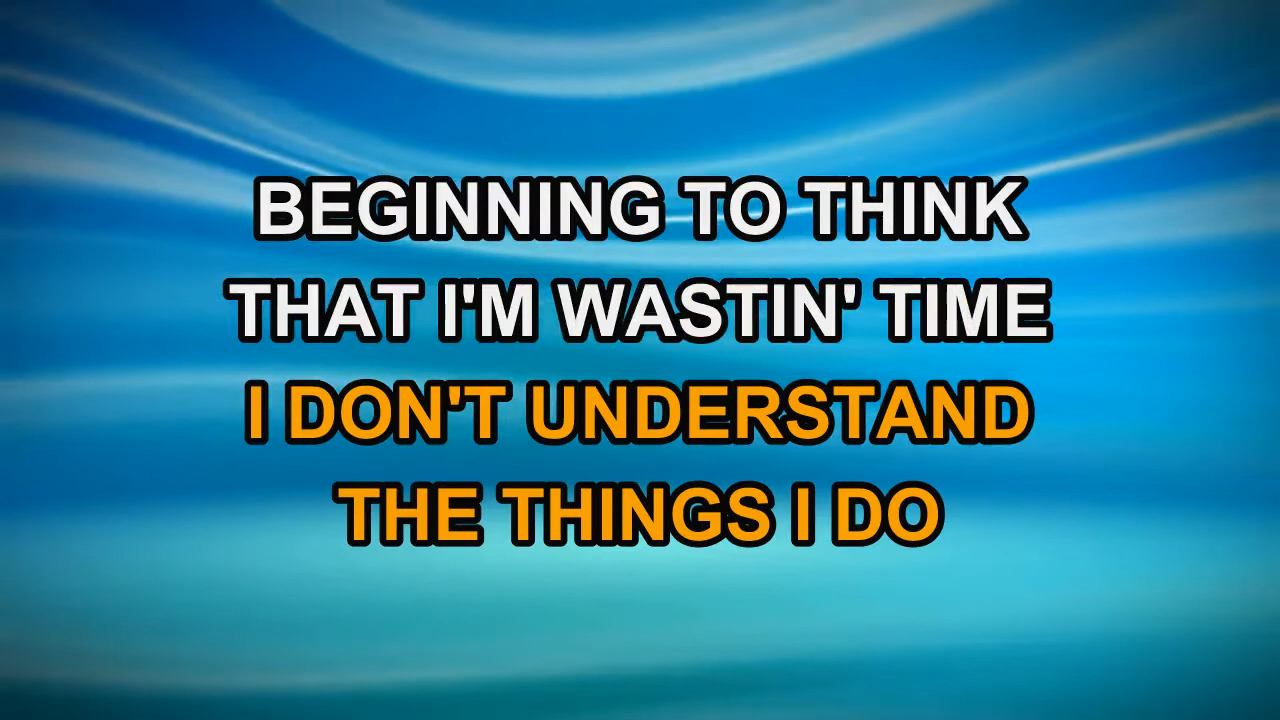 BEGINNING TO THINK
THAT I'M WASTIN' TIME
I DON'T UNDERSTAND
THE THINGS I DO